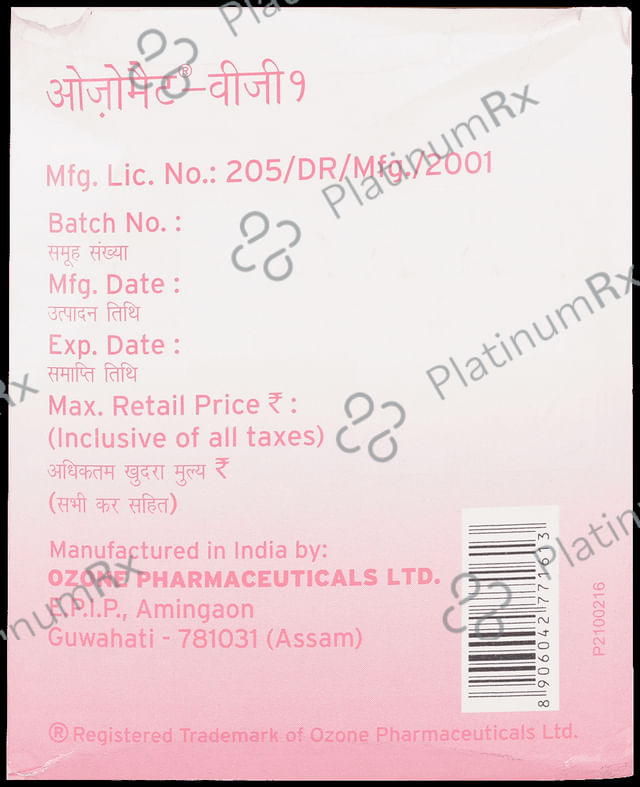 ओज़ोमैट®-वीजी १
Mfg. Lic. No.: 205/DR/Mfg./2001
Batch No. :
समूह संख्या
Mfg. Date :
उत्पादन तिथि
Exp. Date :
समाप्ति तिथि
Max. Retail Price ₹ :
(Inclusive of all taxes)
अधिकतम खुदरा मुल्य ₹
(सभी कर सहित)
Manufactured in India by:
OZONE PHARMACEUTICALS LTD.
E.P.I.P., Amingaon
Guwahati - 781031 (Assam)
8 906042 771613
P2100216
® Registered Trademark of Ozone Pharmaceuticals Ltd.
PlatinumRx
PlatinumRx